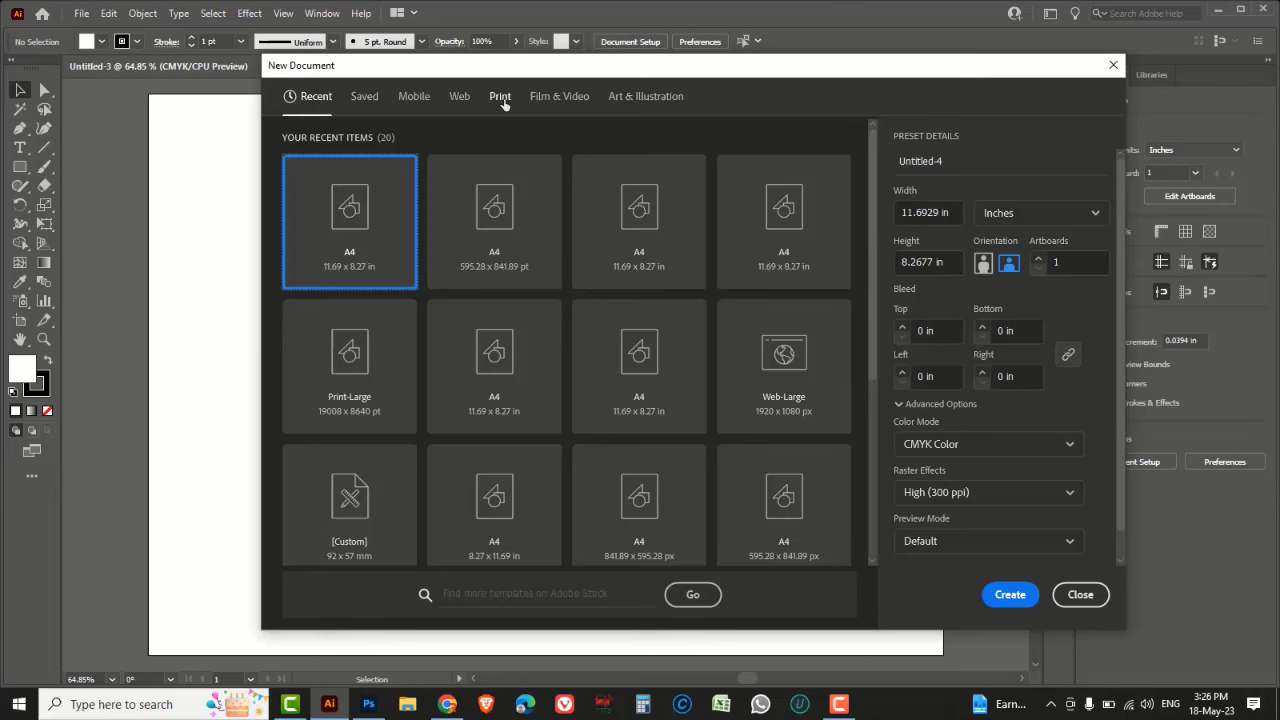 File Edit Object Type Select Effect View Window Help
Search Adobe Help
No Selection
Stroke:
1 pt
Uniform
5 pt. Round
Opacity:
100%
Style:
Document Setup
Preferences
Untitled-3 @ 64.85 % (CMYK/CPU Preview)
New Document
Libraries
Recent
Saved
Mobile
Web
Print
Film & Video
Art & Illustration
YOUR RECENT ITEMS (20)
A4
11.69 x 8.27 in
A4
595.28 x 841.89 pt
A4
11.69 x 8.27 in
A4
11.69 x 8.27 in
Print-Large
19008 x 8640 pt
A4
11.69 x 8.27 in
A4
11.69 x 8.27 in
Web-Large
1920 x 1080 px
[Custom]
92 x 57 mm
A4
8.27 x 11.69 in
A4
841.89 x 595.28 px
A4
595.28 x 841.89 px
Find more templates on Adobe Stock
Go
PRESET DETAILS
Untitled-4
Width
11.6929 in
Inches
Height
Orientation
Artboards
8.2677 in
1
Bleed
Top
Bottom
0 in
0 in
Left
Right
0 in
0 in
Advanced Options
Color Mode
CMYK Color
Raster Effects
High (300 ppi)
Preview Mode
Default
Create
Close
Inches
1
Edit Artboards
0.0394 in
Preferences
64.85%
0°
1
Selection
Type here to search
Earn...
ENG
3:26 PM
18-May-23